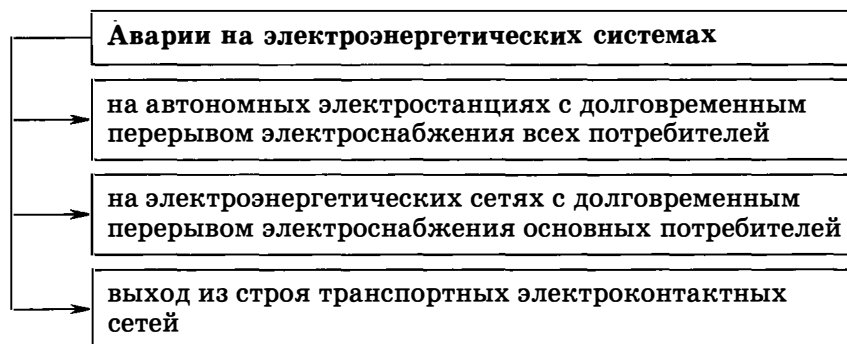 Аварии на электроэнергетических системах
на автономных электростанциях с долговременным
перерывом электроснабжения всех потребителей
на электроэнергетических сетях с долговременным
перерывом электроснабжения основных потребителей
выход из строя транспортных электроконтактных
сетей